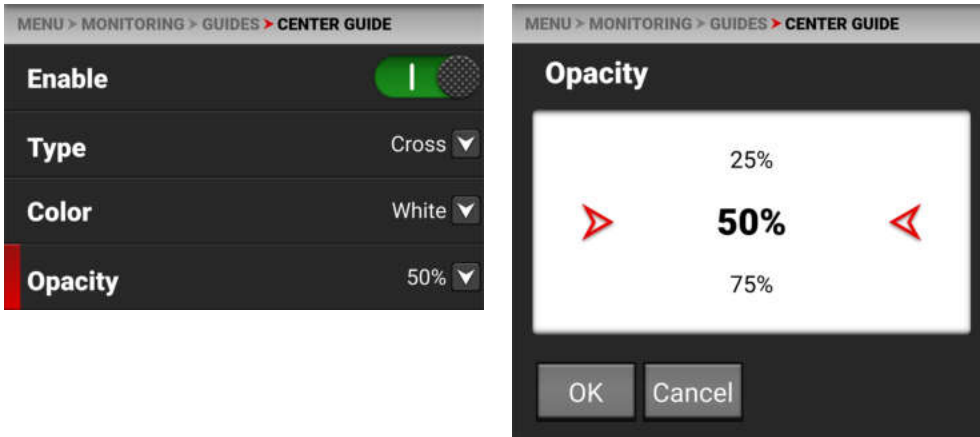 MENU > MONITORING > GUIDES > CENTER GUIDE
Enable
Type Cross
Color White
Opacity 50%
MENU > MONITORING > GUIDES > CENTER GUIDE
Opacity
25%
50%
75%
OK Cancel